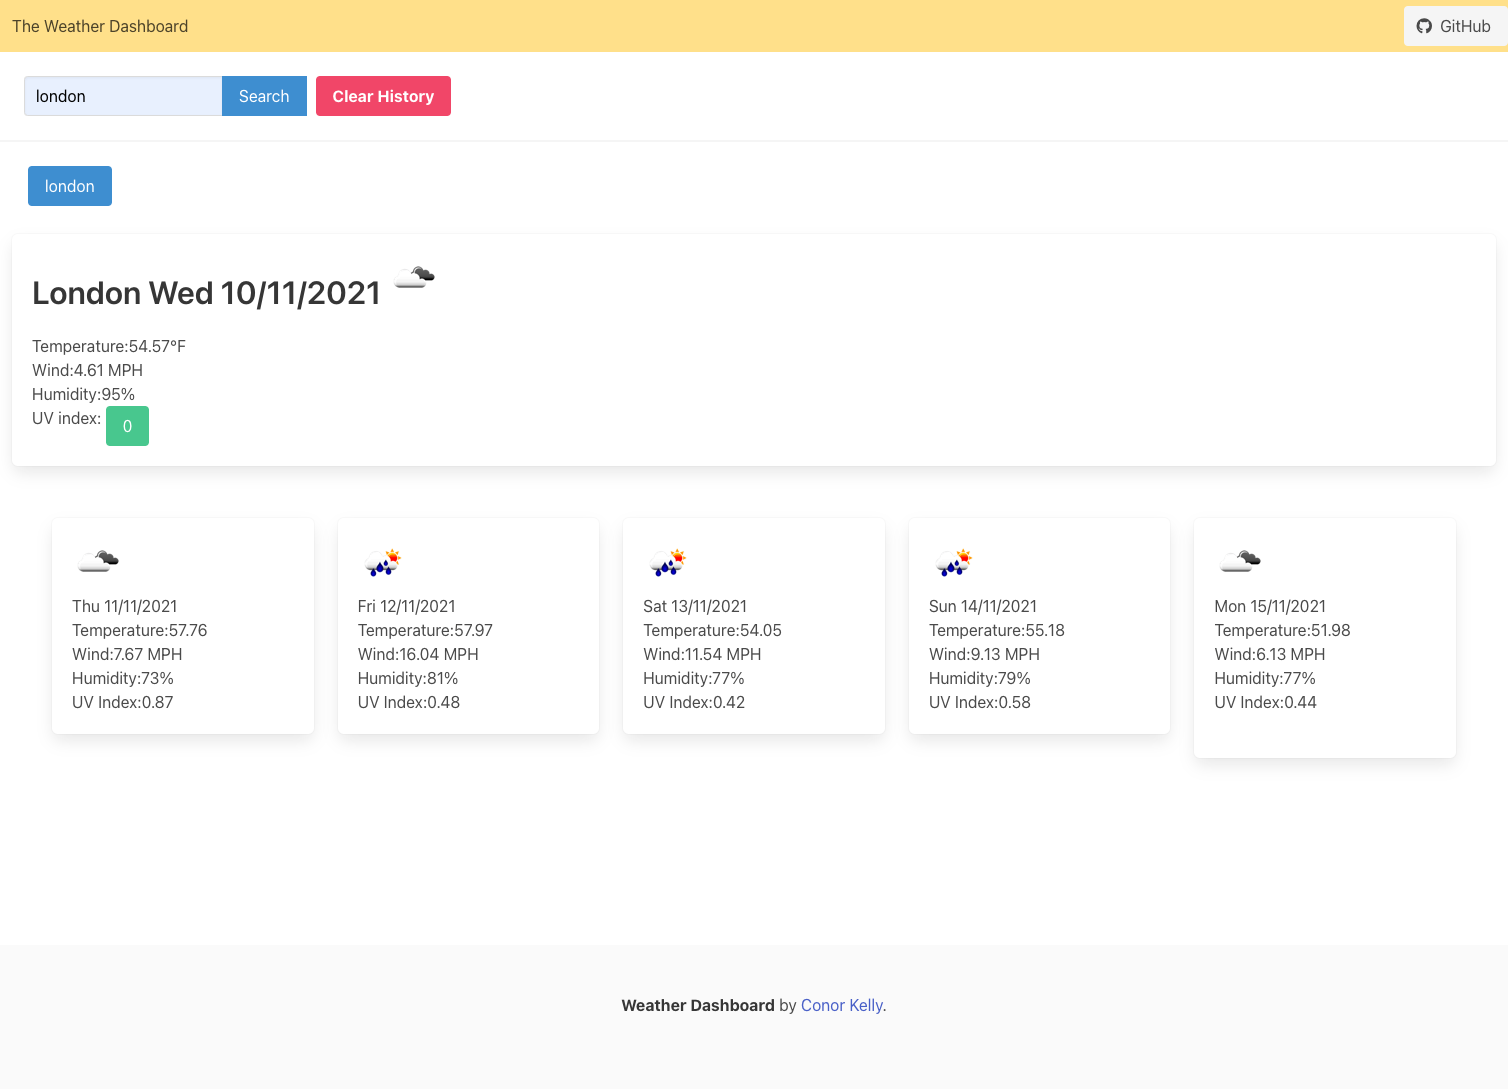 The Weather Dashboard
GitHub
london
Search
Clear History
london
London Wed 10/11/2021
Temperature:54.57°F
Wind:4.61 MPH
Humidity:95%
UV index: 0
Thu 11/11/2021
Temperature:57.76
Wind:7.67 MPH
Humidity:73%
UV Index:0.87
Fri 12/11/2021
Temperature:57.97
Wind:16.04 MPH
Humidity:81%
UV Index:0.48
Sat 13/11/2021
Temperature:54.05
Wind:11.54 MPH
Humidity:77%
UV Index:0.42
Sun 14/11/2021
Temperature:55.18
Wind:9.13 MPH
Humidity:79%
UV Index:0.58
Mon 15/11/2021
Temperature:51.98
Wind:6.13 MPH
Humidity:77%
UV Index:0.44
Weather Dashboard by Conor Kelly.